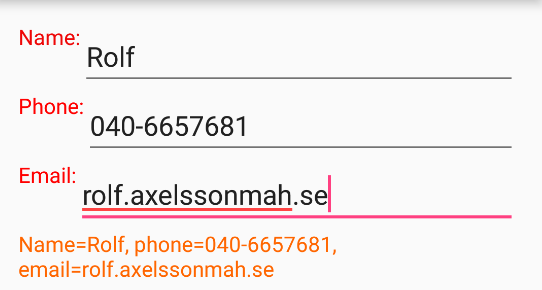 Name: Rolf
Phone: 040-6657681
Email: rolf.axelssonmah.se
Name=Rolf, phone=040-6657681,
email=rolf.axelssonmah.se